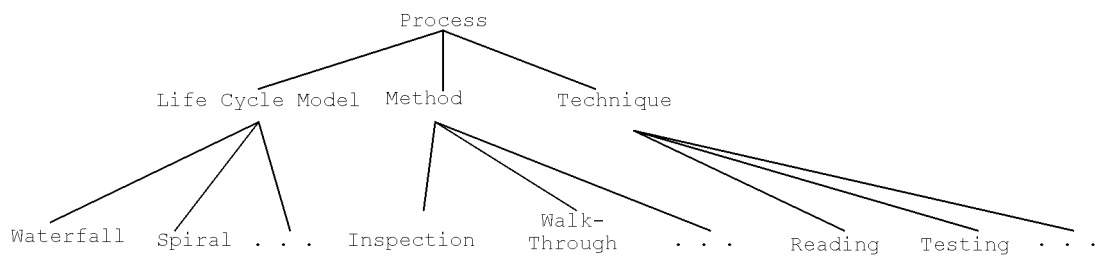 Process
Life Cycle Model Method Technique
Waterfall Spiral . . . Inspection Walk-
Through . . . Reading Testing . . .